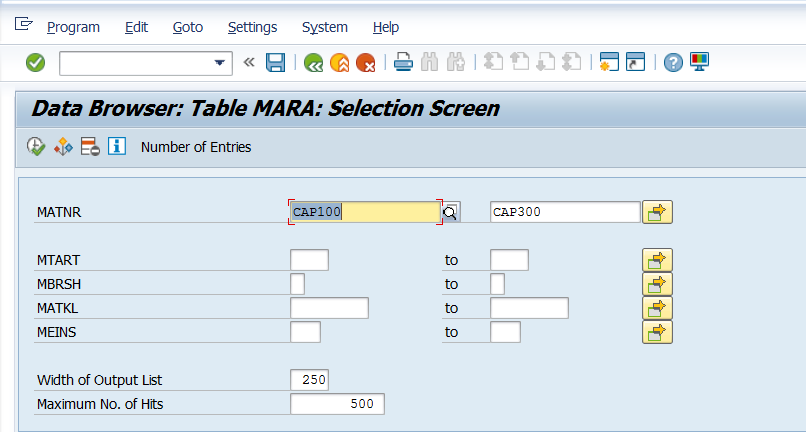 Program Edit Goto Settings System Help
Data Browser: Table MARA: Selection Screen
Number of Entries
MATNR CAP100 CAP300
MTART to
MBRSH to
MATKL to
MEINS to
Width of Output List 250
Maximum No. of Hits 500